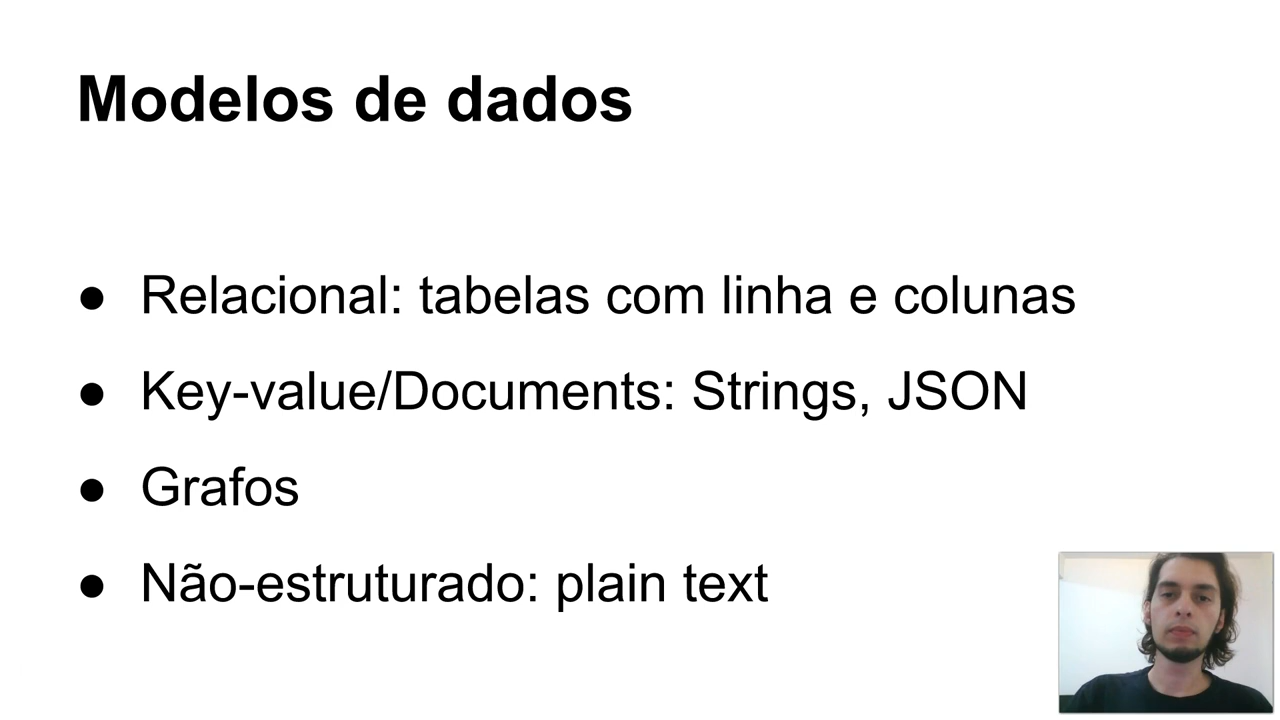 Modelos de dados
● Relacional: tabelas com linha e colunas
● Key-value/Documents: Strings, JSON
● Grafos
● Não-estruturado: plain text